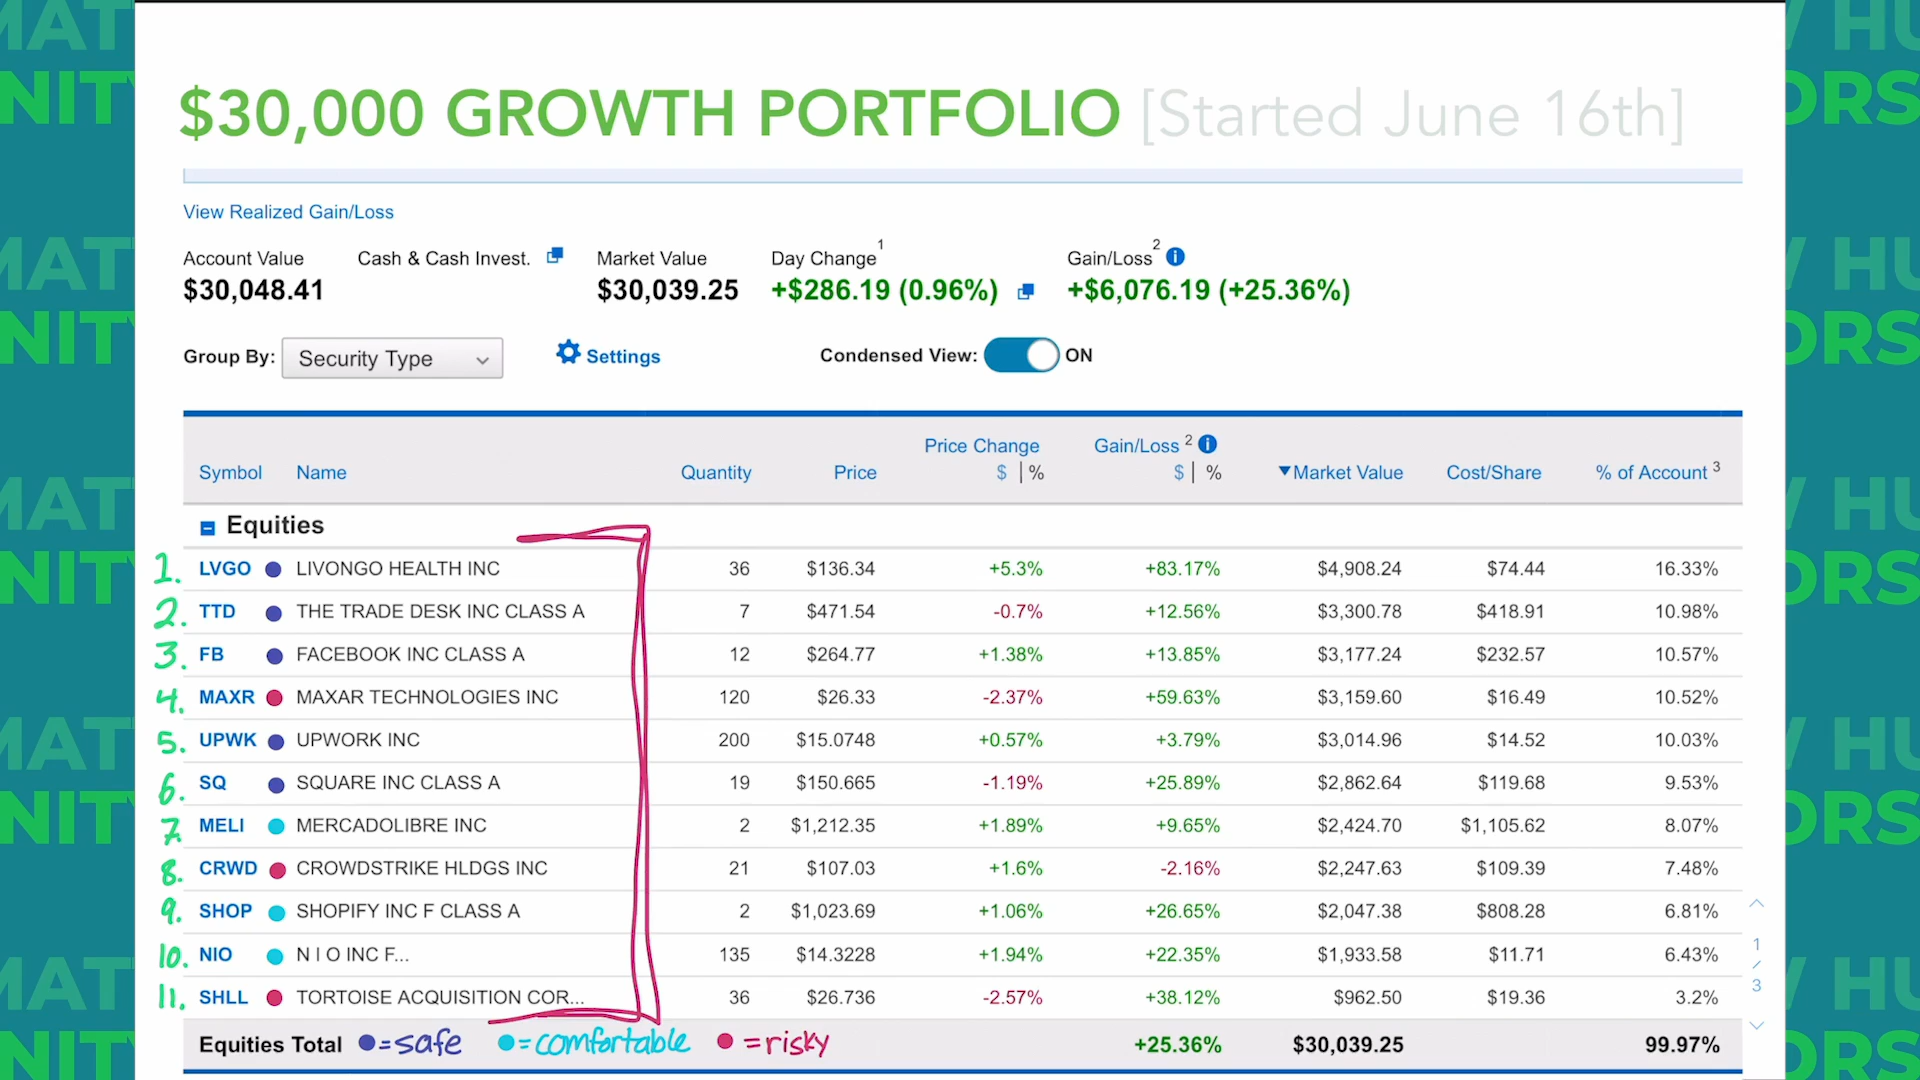 $30,000 GROWTH PORTFOLIO [Started June 16th]
View Realized Gain/Loss
Account Value Cash & Cash Invest. Market Value Day Change 1 Gain/Loss 2
$30,048.41 $30,039.25 +$286.19 (0.96%) +$6,076.19 (+25.36%)
Group By: Security Type Settings Condensed View: ON
Price Change Gain/Loss 2
Symbol Name Quantity Price $ | % $ | % Market Value Cost/Share % of Account 3
Equities
1. LVGO LIVONGO HEALTH INC 36 $136.34 +5.3% +83.17% $4,908.24 $74.44 16.33%
2. TTD THE TRADE DESK INC CLASS A 7 $471.54 -0.7% +12.56% $3,300.78 $418.91 10.98%
3. FB FACEBOOK INC CLASS A 12 $264.77 +1.38% +13.85% $3,177.24 $232.57 10.57%
4. MAXR MAXAR TECHNOLOGIES INC 120 $26.33 -2.37% +59.63% $3,159.60 $16.49 10.52%
5. UPWK UPWORK INC 200 $15.0748 +0.57% +3.79% $3,014.96 $14.52 10.03%
6. SQ SQUARE INC CLASS A 19 $150.665 -1.19% +25.89% $2,862.64 $119.68 9.53%
7. MELI MERCADOLIBRE INC 2 $1,212.35 +1.89% +9.65% $2,424.70 $1,105.62 8.07%
8. CRWD CROWDSTRIKE HLDGS INC 21 $107.03 +1.6% -2.16% $2,247.63 $109.39 7.48%
9. SHOP SHOPIFY INC F CLASS A 2 $1,023.69 +1.06% +26.65% $2,047.38 $808.28 6.81%
10. NIO N I O INC F... 135 $14.3228 +1.94% +22.35% $1,933.58 $11.71 6.43%
11. SHLL TORTOISE ACQUISITION COR... 36 $26.736 -2.57% +38.12% $962.50 $19.36 3.2%
Equities Total =safe =comfortable =risky +25.36% $30,039.25 99.97%
1
/
3